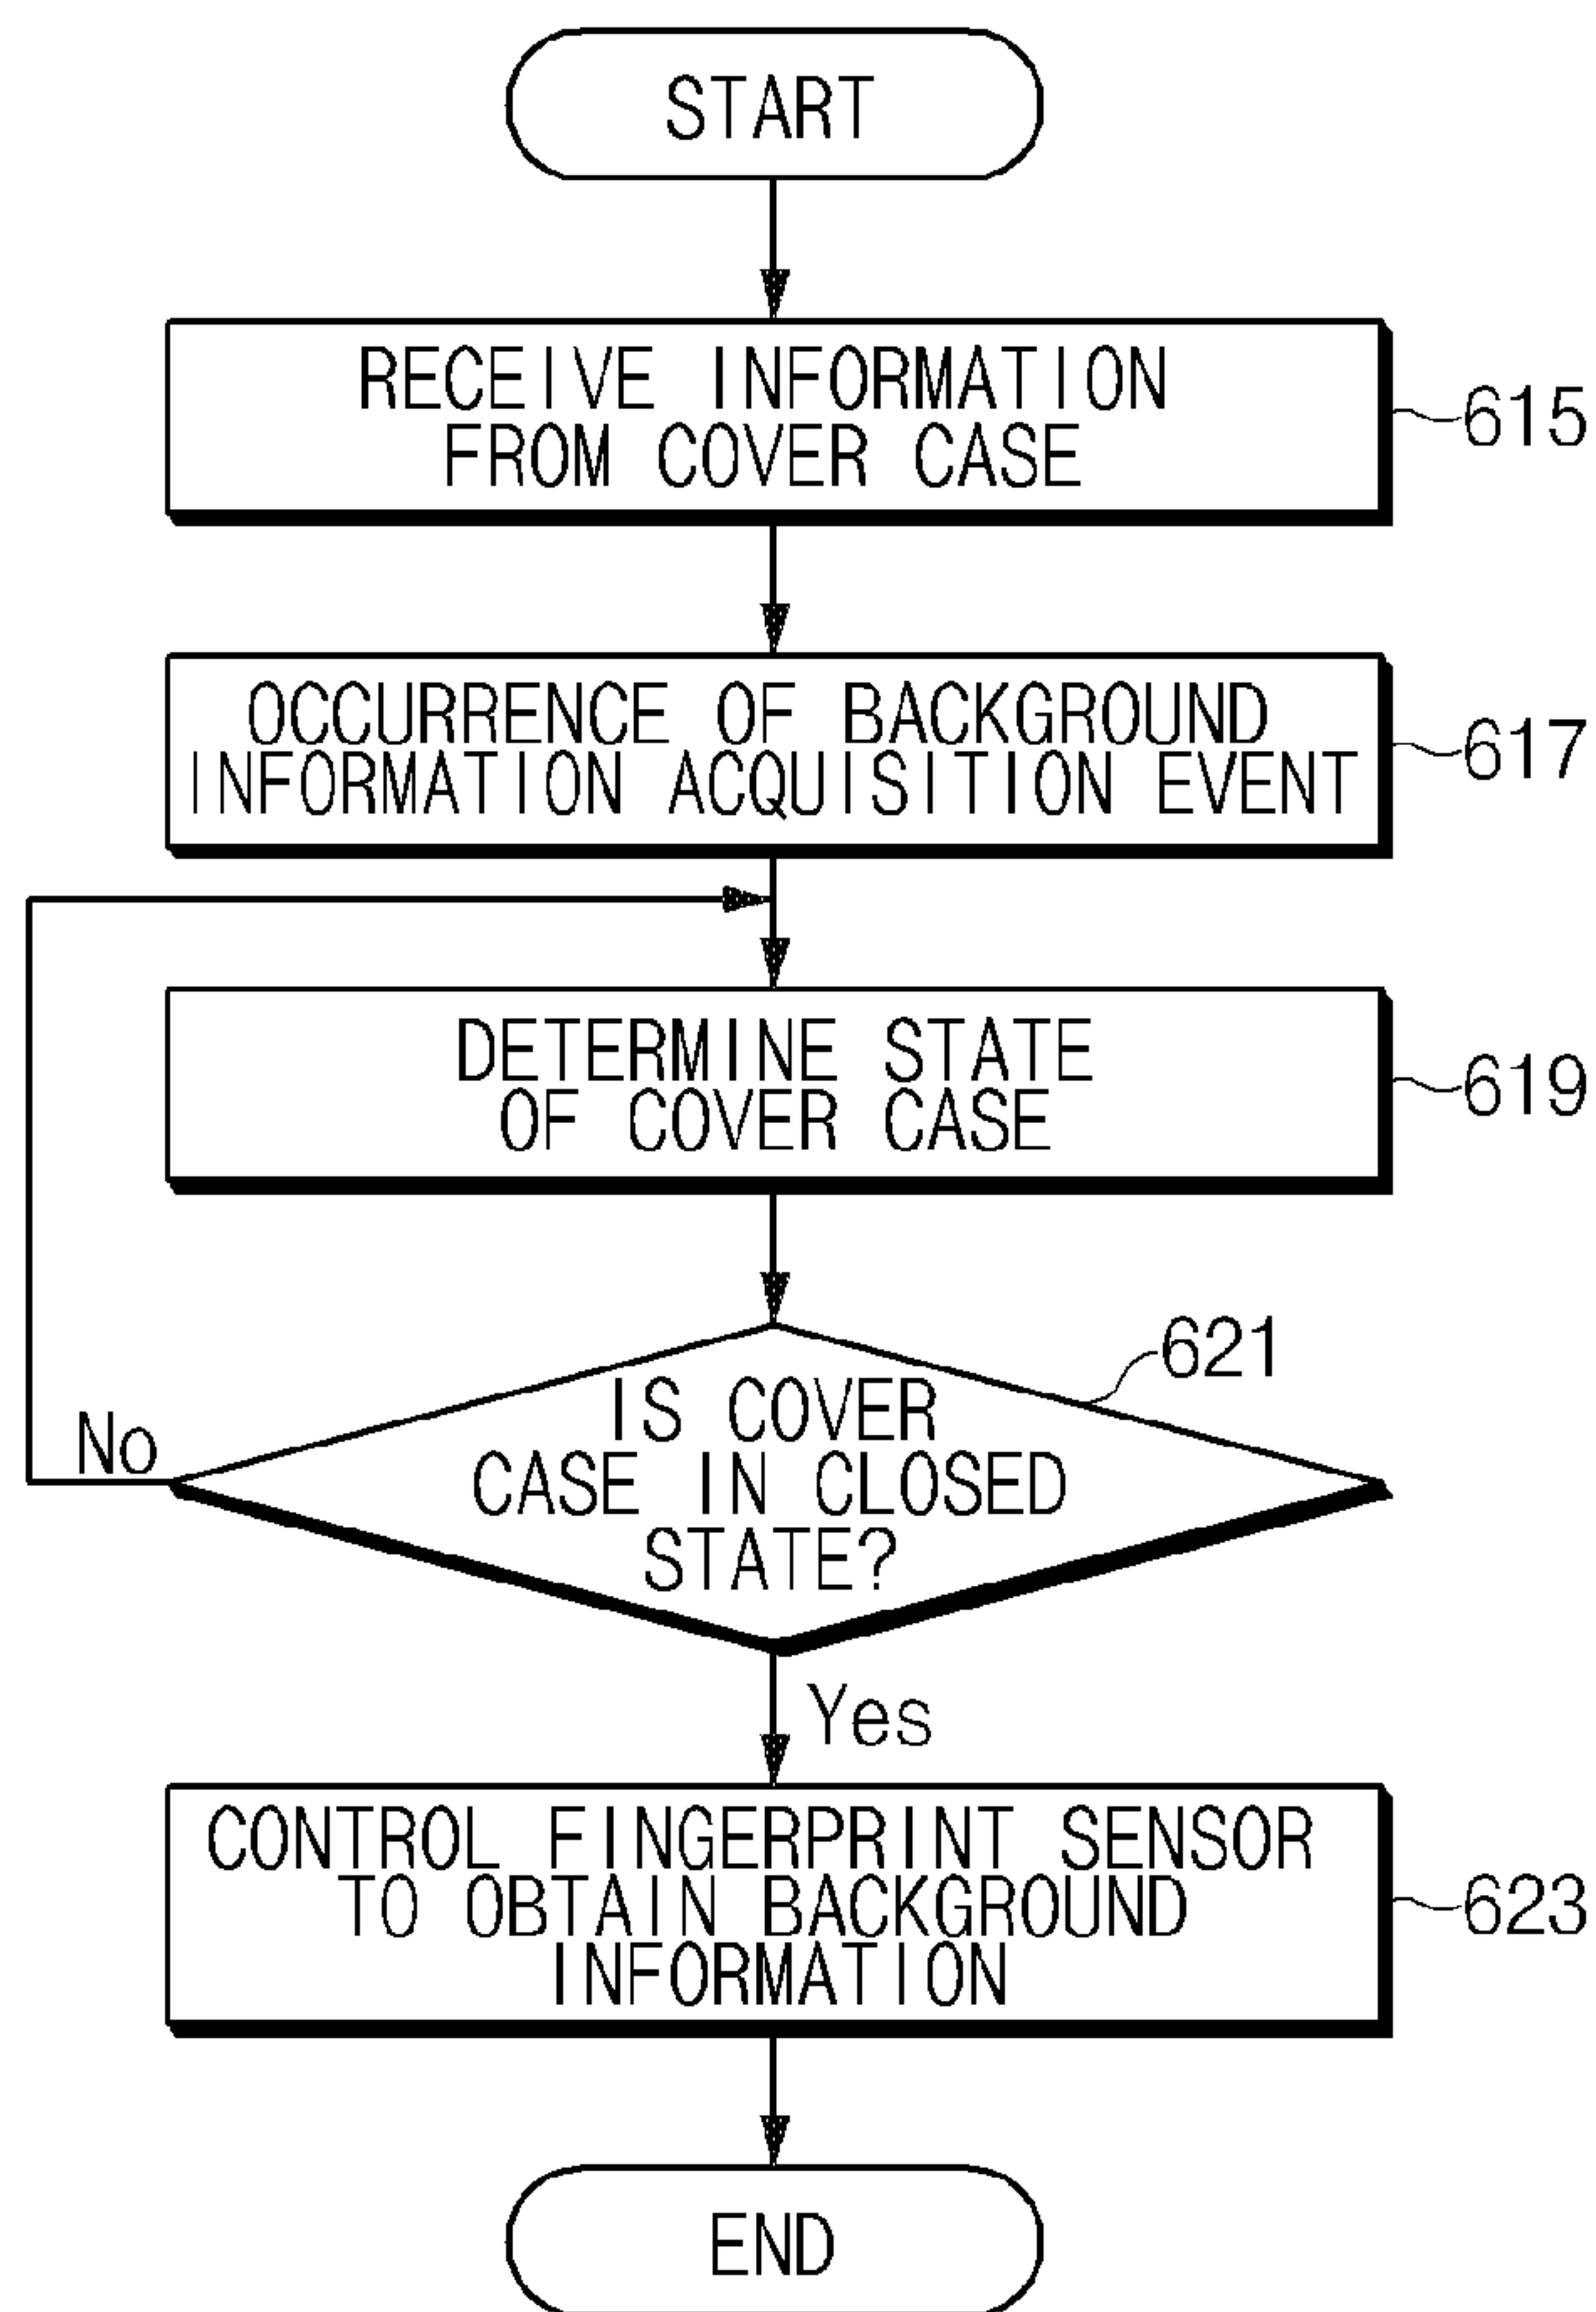 START
RECEIVE INFORMATION
FROM COVER CASE
615
OCCURRENCE OF BACKGROUND
INFORMATION ACQUISITION EVENT
617
DETERMINE STATE
OF COVER CASE
619
621
IS COVER
CASE IN CLOSED
STATE?
No
Yes
CONTROL FINGERPRINT SENSOR
TO OBTAIN BACKGROUND
INFORMATION
623
END